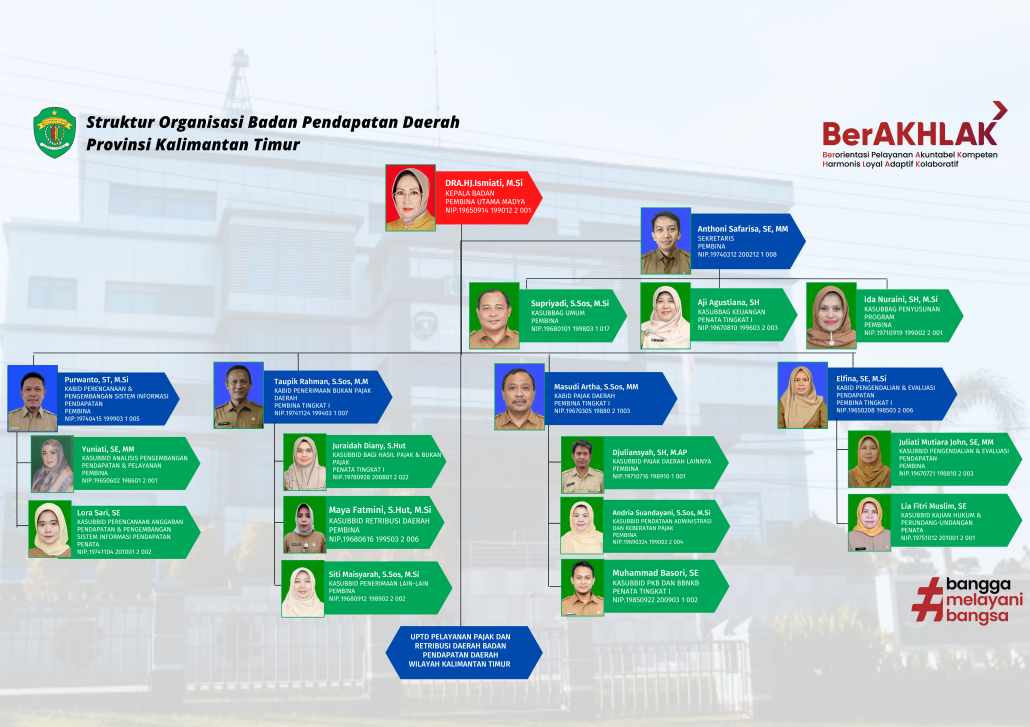 Struktur Organisasi Badan Pendapatan Daerah
Provinsi Kalimantan Timur
BerAKHLAK
Berorientasi Pelayanan Akuntabel Kompeten
Harmonis Loyal Adaptif Kolaboratif
DRA.HJ.Ismiati, M.Si
KEPALA BADAN
PEMBINA UTAMA MADYA
NIP.19650914 199012 2 001
Anthoni Safarisa, SE, MM
SEKRETARIS
PEMBINA
NIP.19740312 200212 1 008
Supriyadi, S.Sos, M.Si
KASUBBAG UMUM
PEMBINA
NIP.19680101 199803 1 017
Aji Agustiana, SH
KASUBBAG KEUANGAN
PENATA TINGKAT I
NIP.19670810 199603 2 003
Ida Nuraini, SH, M.Si
KASUBBAG PENYUSUNAN
PROGRAM
PEMBINA
NIP.19710919 199002 2 001
Purwanto, ST, M.Si
KABID PERENCANAAN &
PENGEMBANGAN SISTEM INFORMASI
PENDAPATAN
PEMBINA
NIP.19740415 199903 1 005
Taupik Rahman, S.Sos, M.M
KABID PENERIMAAN BUKAN PAJAK
DAERAH
PEMBINA TINGKAT I
NIP.19741124 199403 1 007
Masudi Artha, S.Sos, MM
KABID PAJAK DAERAH
PEMBINA TINGKAT I
NIP.19670305 19880 2 1003
Elfina, SE, M.Si
KABID PENGENDALIAN & EVALUASI
PENDAPATAN
PEMBINA TINGKAT I
NIP.19650208 198503 2 006
Yuniati, SE, MM
KASUBBID ANALISIS PENGEMBANGAN
PENDAPATAN & PELAYANAN
PEMBINA
NIP.19650602 198601 2 001
Lora Sari, SE
KASUBBID PERENCANAAN ANGGARAN
PENDAPATAN & PENGEMBANGAN
SISTEM INFORMASI PENDAPATAN
PENATA
NIP.19741104 201001 2 002
Juraidah Diany, S.Hut
KASUBBID BAGI HASIL PAJAK & BUKAN
PAJAK
PENATA TINGKAT I
NIP.19780928 200801 2 022
Maya Fatmini, S.Hut, M.Si
KASUBBID RETRIBUSI DAERAH
PEMBINA
NIP.19680616 199503 2 006
Siti Maisyarah, S.Sos, M.Si
KASUBBID PENERIMAAN LAIN-LAIN
PEMBINA
NIP.19680912 198902 2 002
Djuliansyah, SH, M.AP
KASUBBID PAJAK DAERAH LAINNYA
PEMBINA
NIP.19710716 198910 1 001
Andria Suandayani, S.Sos, M.Si
KASUBBID PENDATAAN ADMINISTRASI
DAN KEBERATAN PAJAK
PEMBINA
NIP.19690324 199003 2 004
Muhammad Basori, SE
KASUBBID PKB DAN BBNKB
PENATA TINGKAT I
NIP.19850922 200903 1 002
Juliati Mutiara John, SE, MM
KASUBBID PENGENDALIAN & EVALUASI
PENDAPATAN
PEMBINA
NIP.19670721 198810 2 003
Lia Fitri Muslim, SE
KASUBBID KAJIAN HUKUM &
PERUNDANG-UNDANGAN
PENATA
NIP.19751012 201001 2 001
UPTD PELAYANAN PAJAK DAN
RETRIBUSI DAERAH BADAN
PENDAPATAN DAERAH
WILAYAH KALIMANTAN TIMUR
#bangga
melayani
bangsa